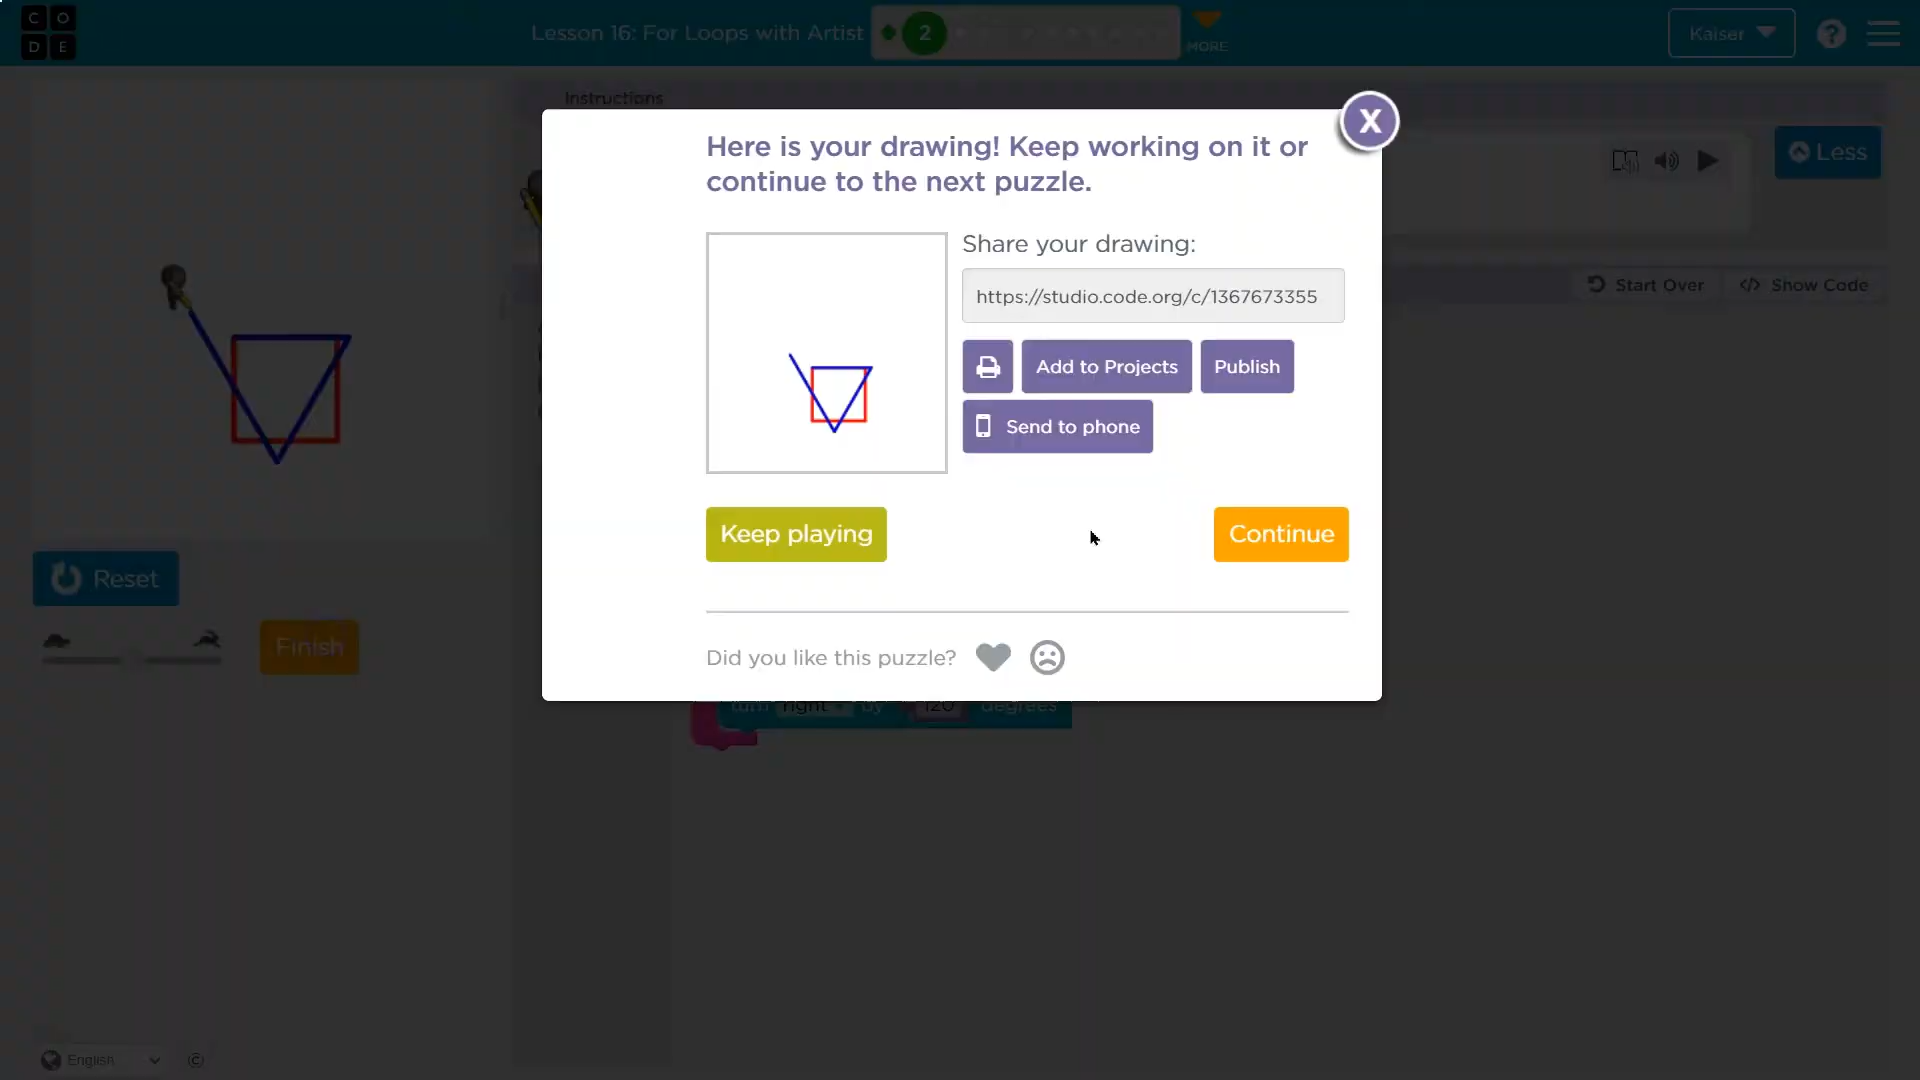 C O
D E
Lesson 16: For Loops with Artist
2
MORE
Kaiser
?
Instructions
X
Here is your drawing! Keep working on it or
continue to the next puzzle.
Less
Share your drawing:
https://studio.code.org/c/1367673355
Start Over
</> Show Code
Add to Projects
Publish
Send to phone
Keep playing
Continue
Reset
Finish
Did you like this puzzle?
turn right by 120 degrees
English
©